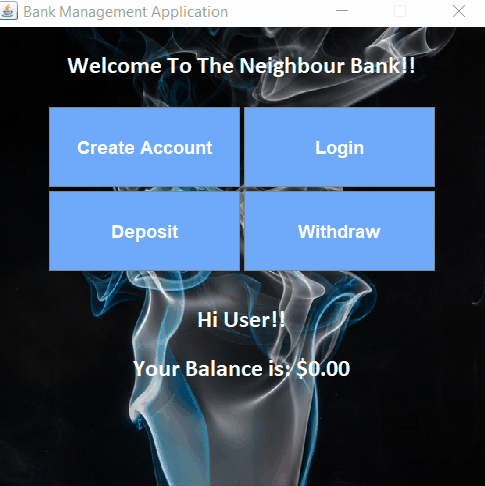 Bank Management Application
Welcome To The Neighbour Bank!!
Create Account
Login
Deposit
Withdraw
Hi User!!
Your Balance is: $0.00